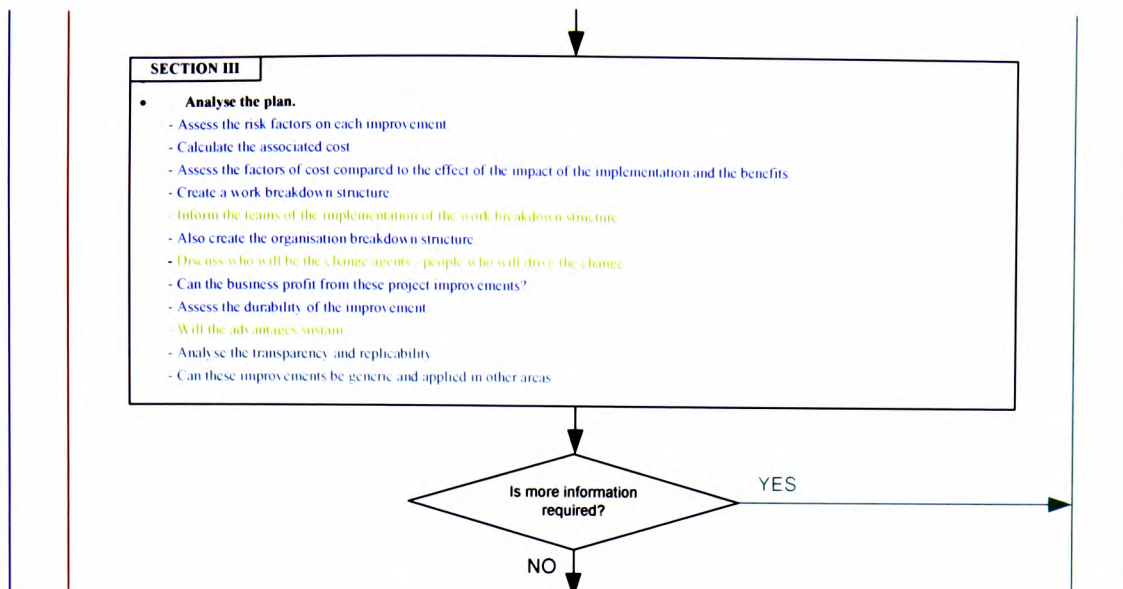 SECTION III
• Analyse the plan.
- Assess the risk factors on each improvement
- Calculate the associated cost
- Assess the factors of cost compared to the effect of the impact of the implementation and the benefits
- Create a work breakdown structure
- Inform the teams of the implementation of the work breakdown structure
- Also create the organisation breakdown structure
- Discuss who will be the change agents - people who will drive the change
- Can the business profit from these project improvements?
- Assess the durability of the improvement
- Will the advantages sustain
- Analyse the transparency and replicability
- Can these improvements be generic and applied in other areas
Is more information
required?
YES
NO